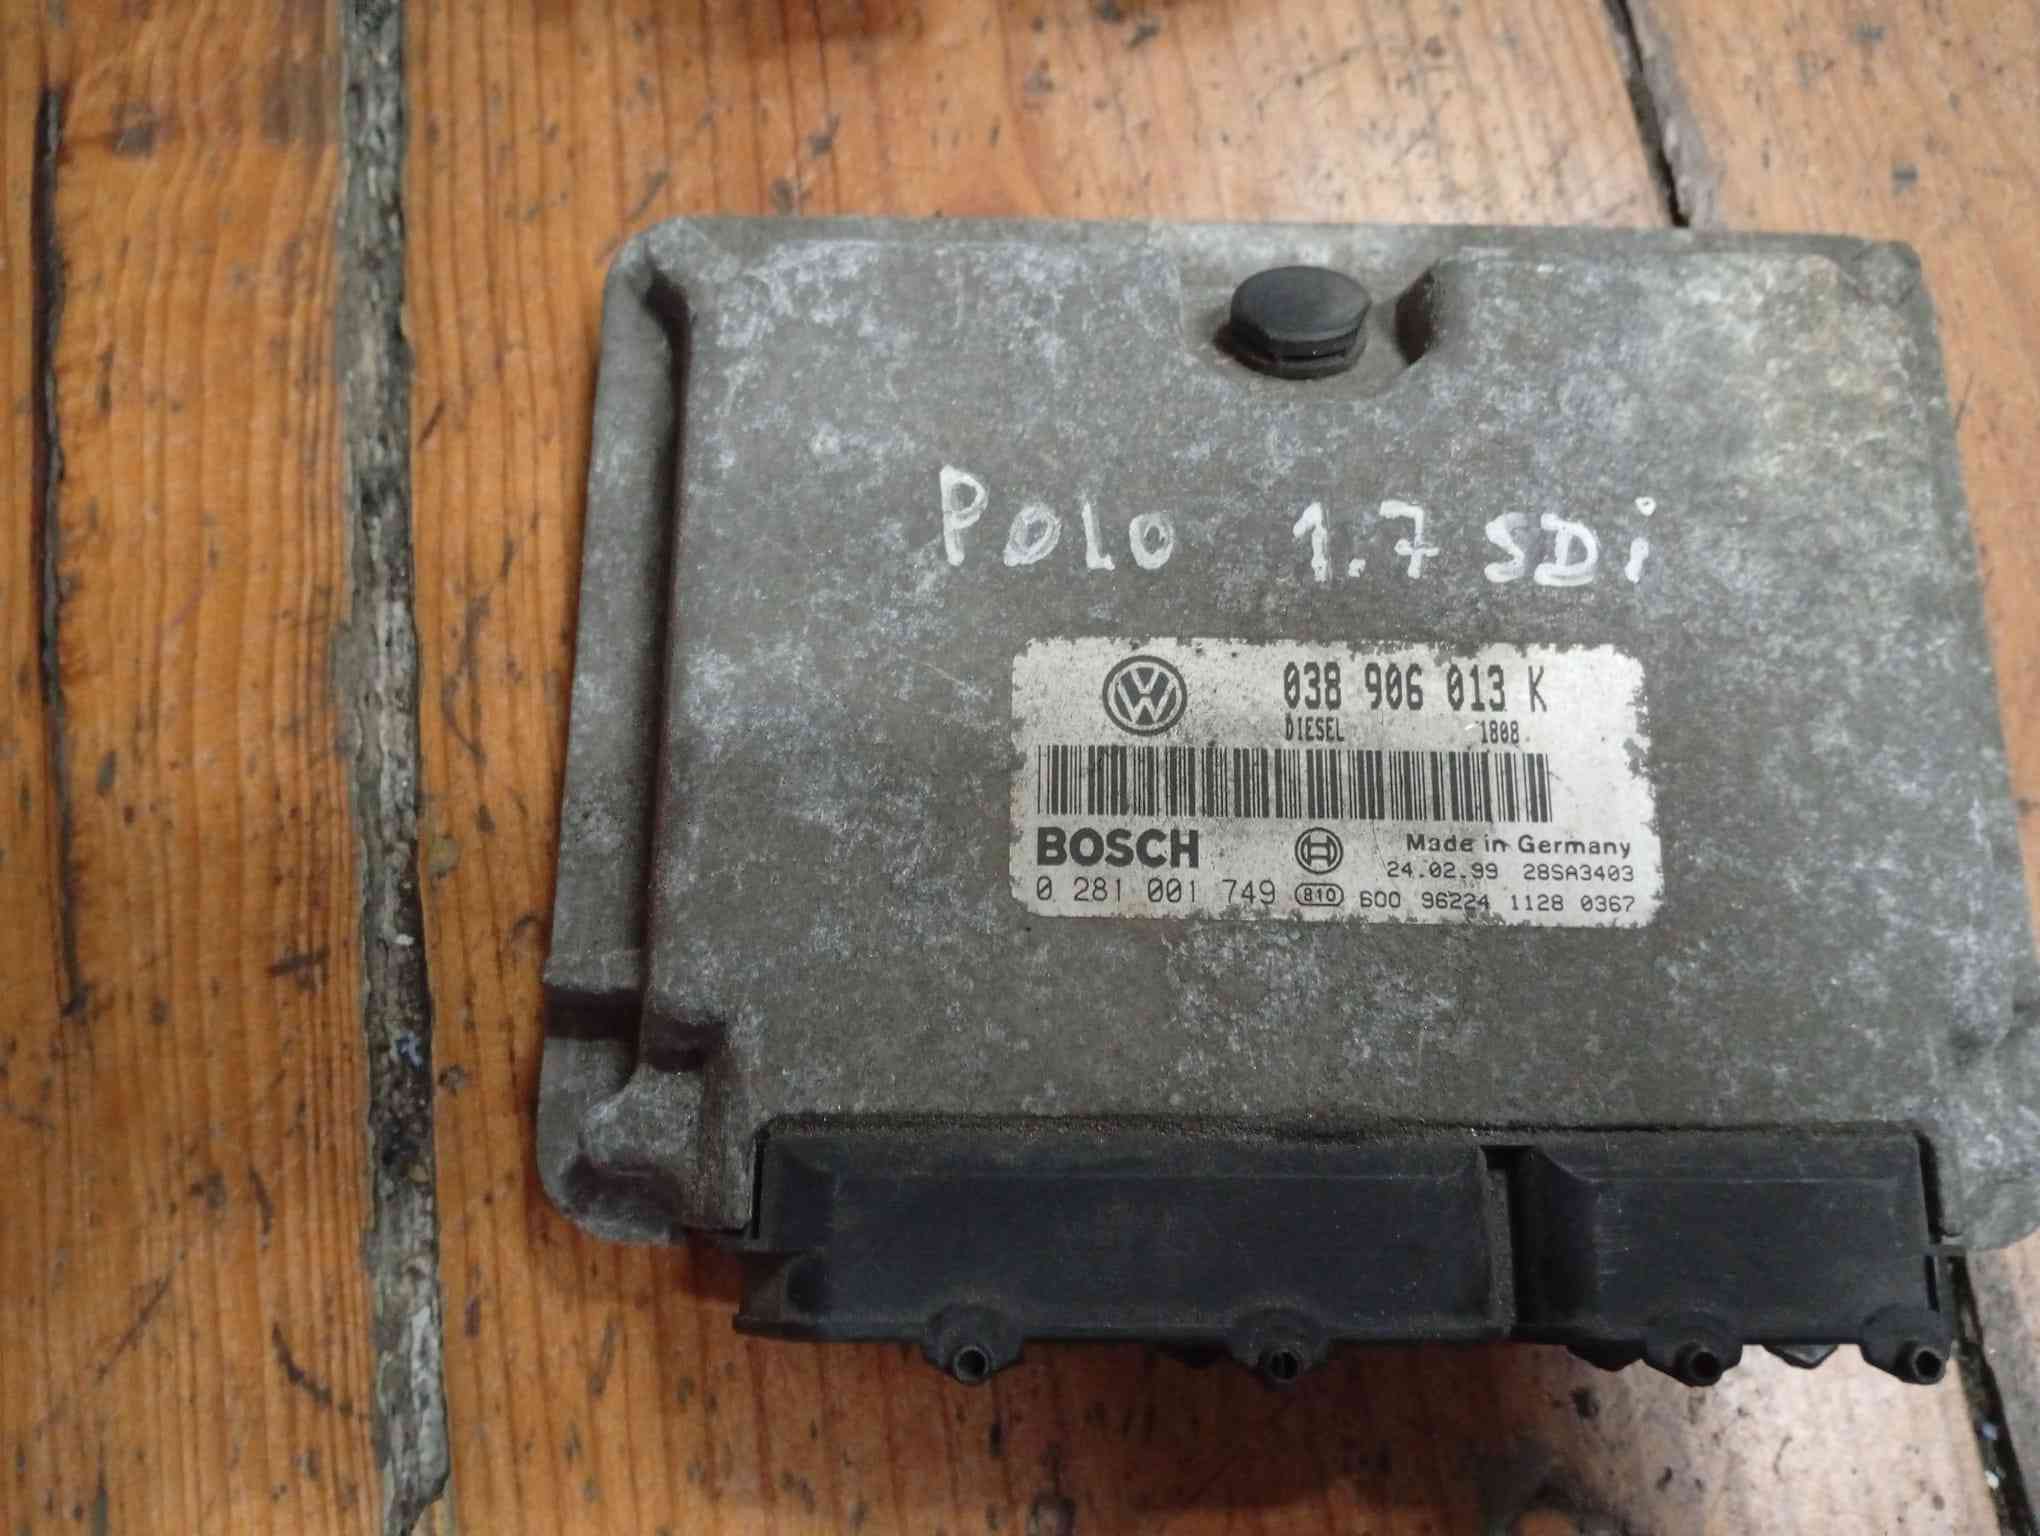 POLO 1.7 SDi
038 906 013 K
DIESEL 1808
BOSCH Made in Germany
24.02.99 28SA3403
0 281 001 749 810 600 96224 1128 0367